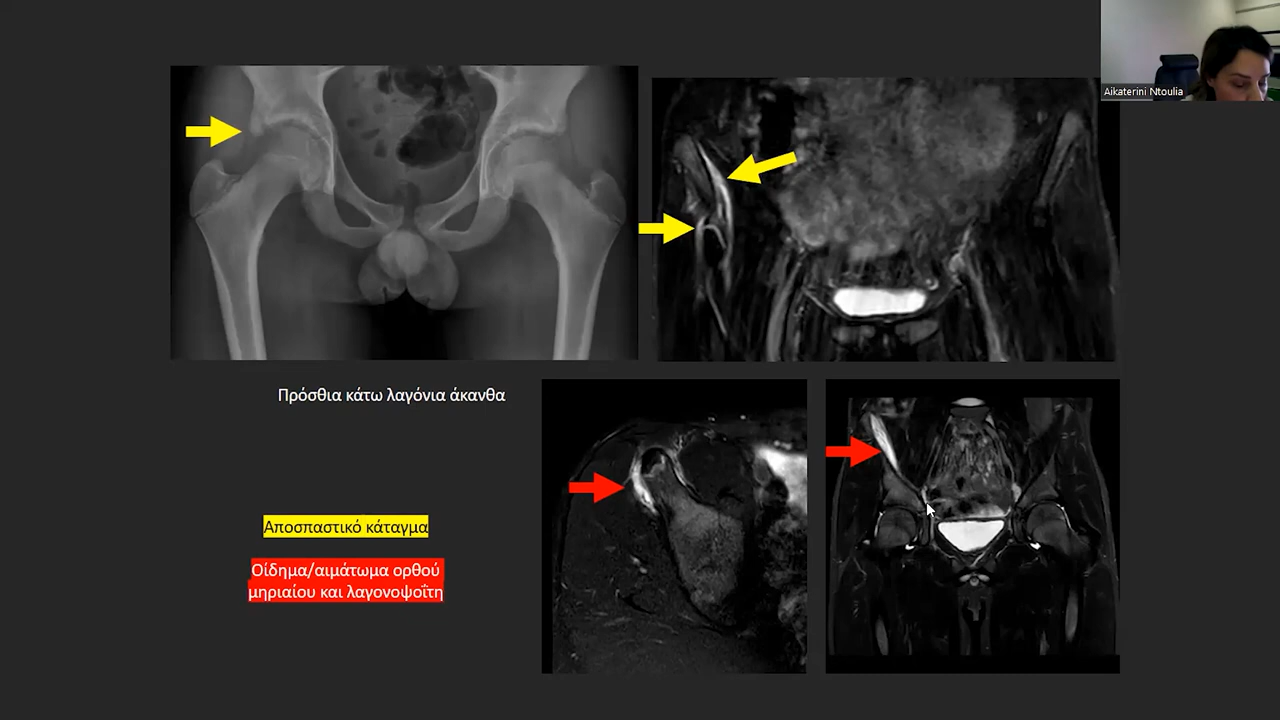 Aikaterini Ntoulia
Πρόσθια κάτω λαγόνια άκανθα
Αποσπαστικό κάταγμα
Οίδημα/αιμάτωμα ορθού
μηριαίου και λαγονοψοΐτη